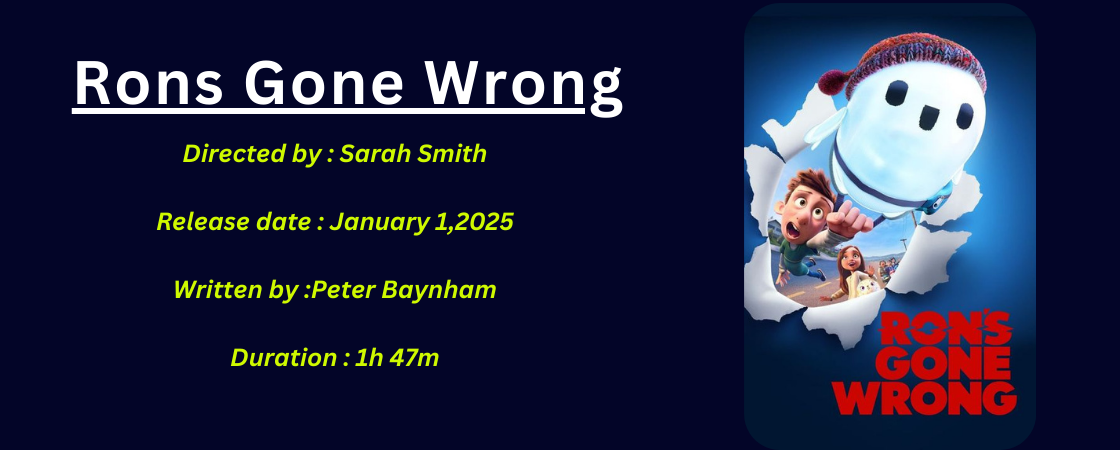 Rons Gone Wrong
Directed by : Sarah Smith
Release date : January 1,2025
Written by :Peter Baynham
Duration : 1h 47m
RON'S
GONE
WRONG